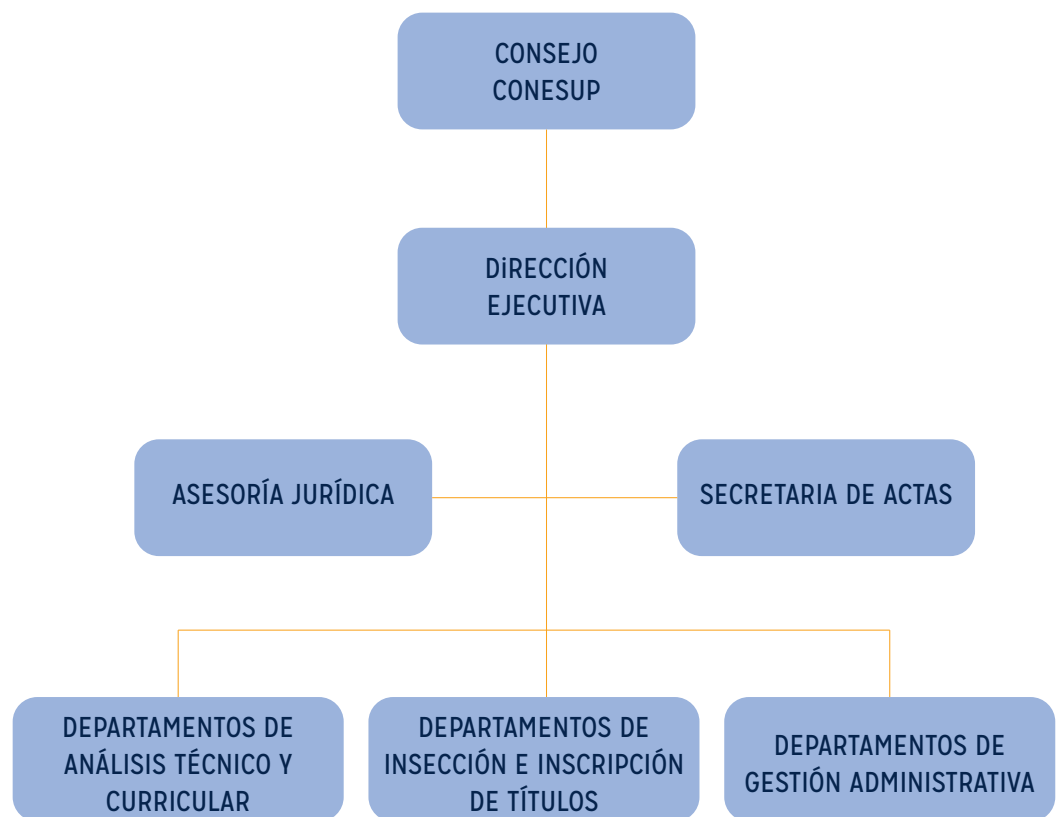 CONSEJO
CONESUP
DiRECCIÓN
EJECUTIVA
ASESORÍA JURÍDICA
SECRETARIA DE ACTAS
DEPARTAMENTOS DE
ANÁLISIS TÉCNICO Y
CURRICULAR
DEPARTAMENTOS DE
INSECCIÓN E INSCRIPCIÓN
DE TÍTULOS
DEPARTAMENTOS DE
GESTIÓN ADMINISTRATIVA